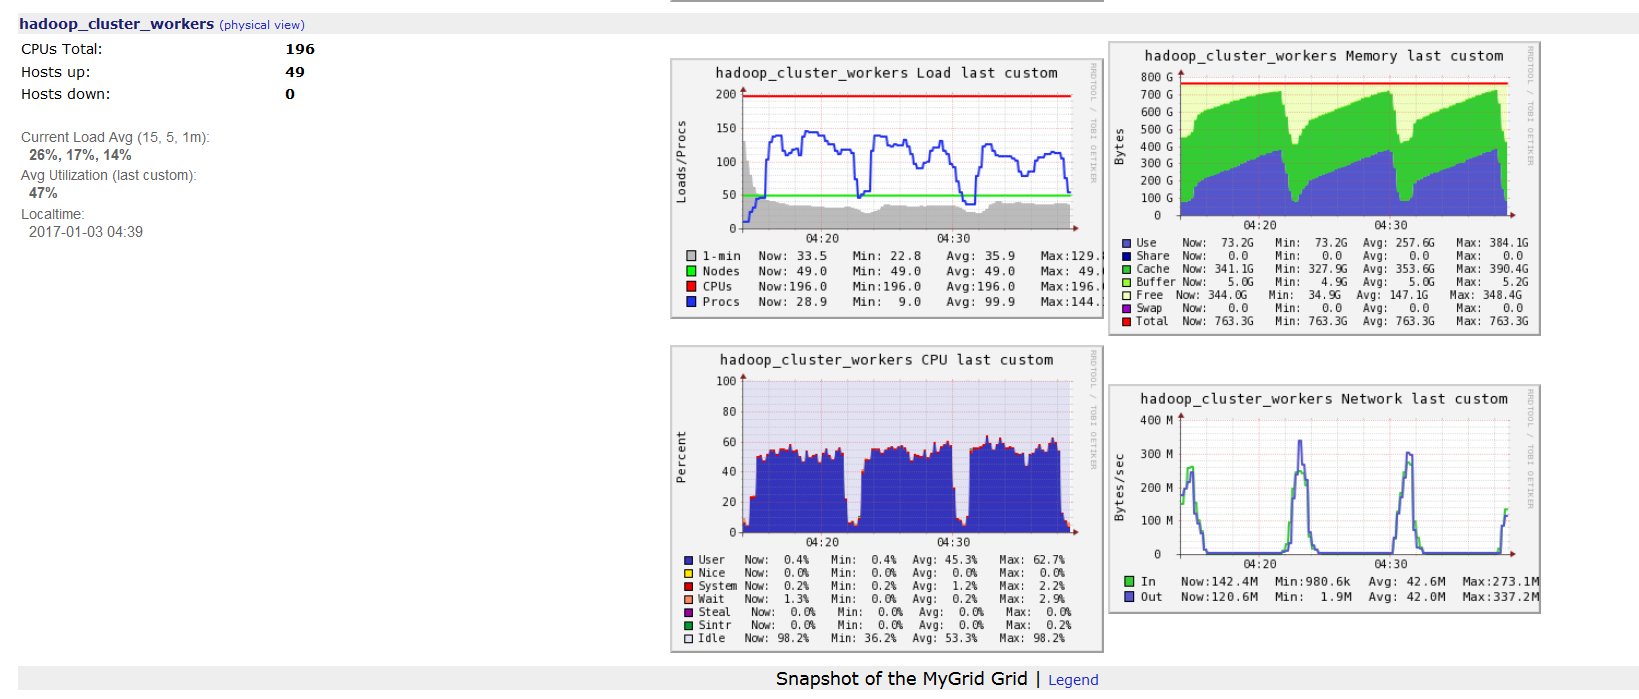 hadoop_cluster_workers (physical view)
CPUs Total: 196
Hosts up: 49
Hosts down: 0
Current Load Avg (15, 5, 1m):
26%, 17%, 14%
Avg Utilization (last custom):
47%
Localtime:
2017-01-03 04:39
hadoop_cluster_workers Load last custom
RRDTOOL / TOBI OETIKER
Loads/Procs
200
150
100
50
0
04:20 04:30
1-min Now: 33.5 Min: 22.8 Avg: 35.9 Max:129.8
Nodes Now: 49.0 Min: 49.0 Avg: 49.0 Max: 49.
CPUs Now:196.0 Min:196.0 Avg:196.0 Max:196.
Procs Now: 28.9 Min: 9.0 Avg: 99.9 Max:144.
hadoop_cluster_workers Memory last custom
RRDTOOL / TOBI OETIKER
Bytes
800 G
700 G
600 G
500 G
400 G
300 G
200 G
100 G
0
04:20 04:30
Use Now: 73.2G Min: 73.2G Avg: 257.6G Max: 384.1G
Share Now: 0.0 Min: 0.0 Avg: 0.0 Max: 0.0
Cache Now: 341.1G Min: 327.9G Avg: 353.6G Max: 390.4G
Buffer Now: 5.0G Min: 4.9G Avg: 5.0G Max: 5.2G
Free Now: 344.0G Min: 34.9G Avg: 147.1G Max: 348.4G
Swap Now: 0.0 Min: 0.0 Avg: 0.0 Max: 0.0
Total Now: 763.3G Min: 763.3G Avg: 763.3G Max: 763.3G
hadoop_cluster_workers CPU last custom
RRDTOOL / TOBI OETIKER
Percent
100
80
60
40
20
0
04:20 04:30
User Now: 0.4% Min: 0.4% Avg: 45.3% Max: 62.7%
Nice Now: 0.0% Min: 0.0% Avg: 0.0% Max: 0.0%
System Now: 0.2% Min: 0.2% Avg: 1.2% Max: 2.2%
Wait Now: 1.3% Min: 0.0% Avg: 0.2% Max: 2.9%
Steal Now: 0.0% Min: 0.0% Avg: 0.0% Max: 0.0%
Sintr Now: 0.0% Min: 0.0% Avg: 0.0% Max: 0.2%
Idle Now: 98.2% Min: 36.2% Avg: 53.3% Max: 98.2%
hadoop_cluster_workers Network last custom
RRDTOOL / TOBI OETIKER
Bytes/sec
400 M
300 M
200 M
100 M
0
04:20 04:30
In Now:142.4M Min:980.6k Avg: 42.6M Max:273.1M
Out Now:120.6M Min: 1.9M Avg: 42.0M Max:337.2M
Snapshot of the MyGrid Grid | Legend